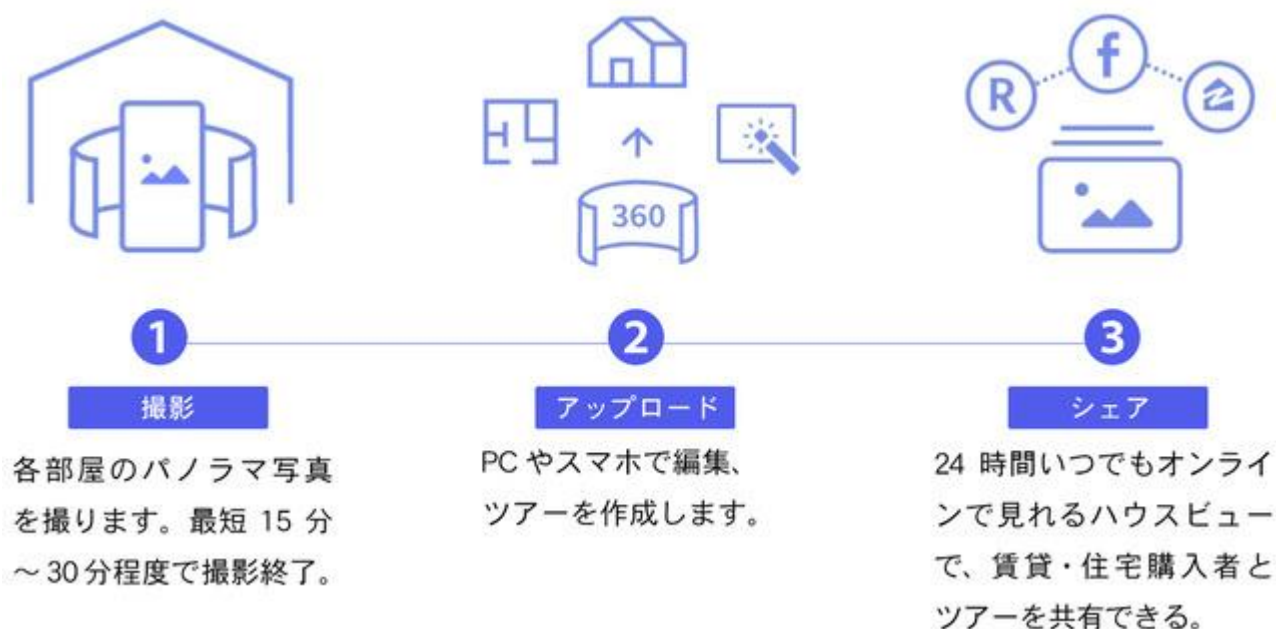 R
f
360
1
2
3
撮影
アップロード
シェア
各部屋のパノラマ写真
を撮ります。最短 15 分
～30分程度で撮影終了。
PC やスマホで編集、
ツアーを作成します。
24 時間いつでもオンライ
ンで見れるハウスビュー
で、賃貸・住宅購入者と
ツアーを共有できる。